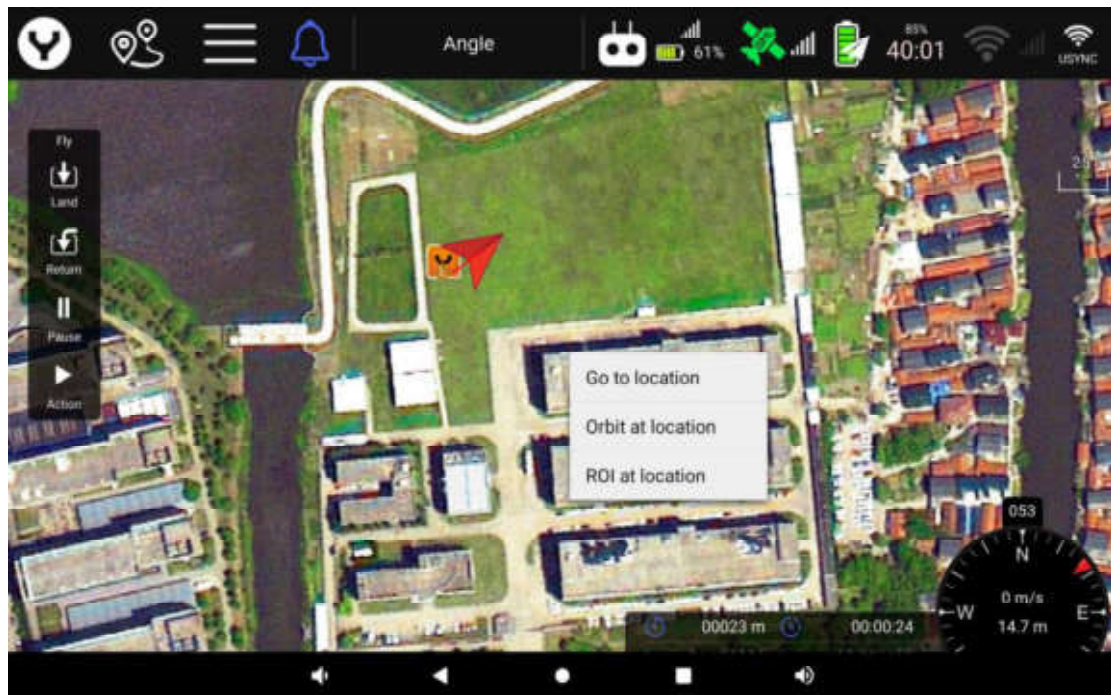 Angle
61%
85%
40:01
USYNC
Fly
Land
Return
Pause
Action
Go to location
Orbit at location
ROI at location
053
N
W
E
0 m/s
14.7 m
00023 m
00:00:24